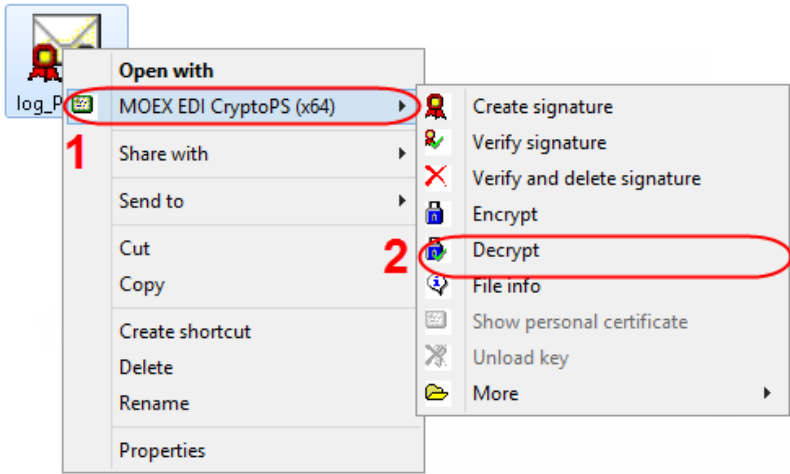 log_P
Open with
MOEX EDI CryptoPS (x64)
1
Share with
Send to
Cut
Copy
Create shortcut
Delete
Rename
Properties
Create signature
Verify signature
Verify and delete signature
Encrypt
2
Decrypt
File info
Show personal certificate
Unload key
More